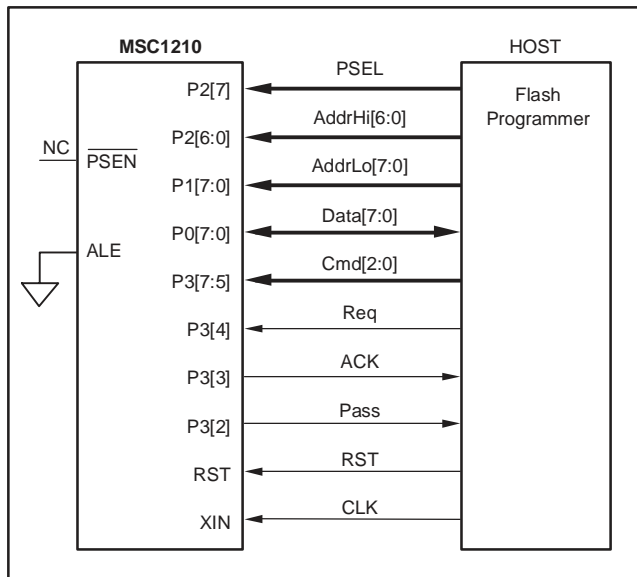 MSC1210 HOST
P2[7] PSEL Flash
Programmer
P2[6:0] AddrHi[6:0]
NC PSEN
P1[7:0] AddrLo[7:0]
P0[7:0] Data[7:0]
ALE
P3[7:5] Cmd[2:0]
P3[4] Req
P3[3] ACK
P3[2] Pass
RST RST
XIN CLK